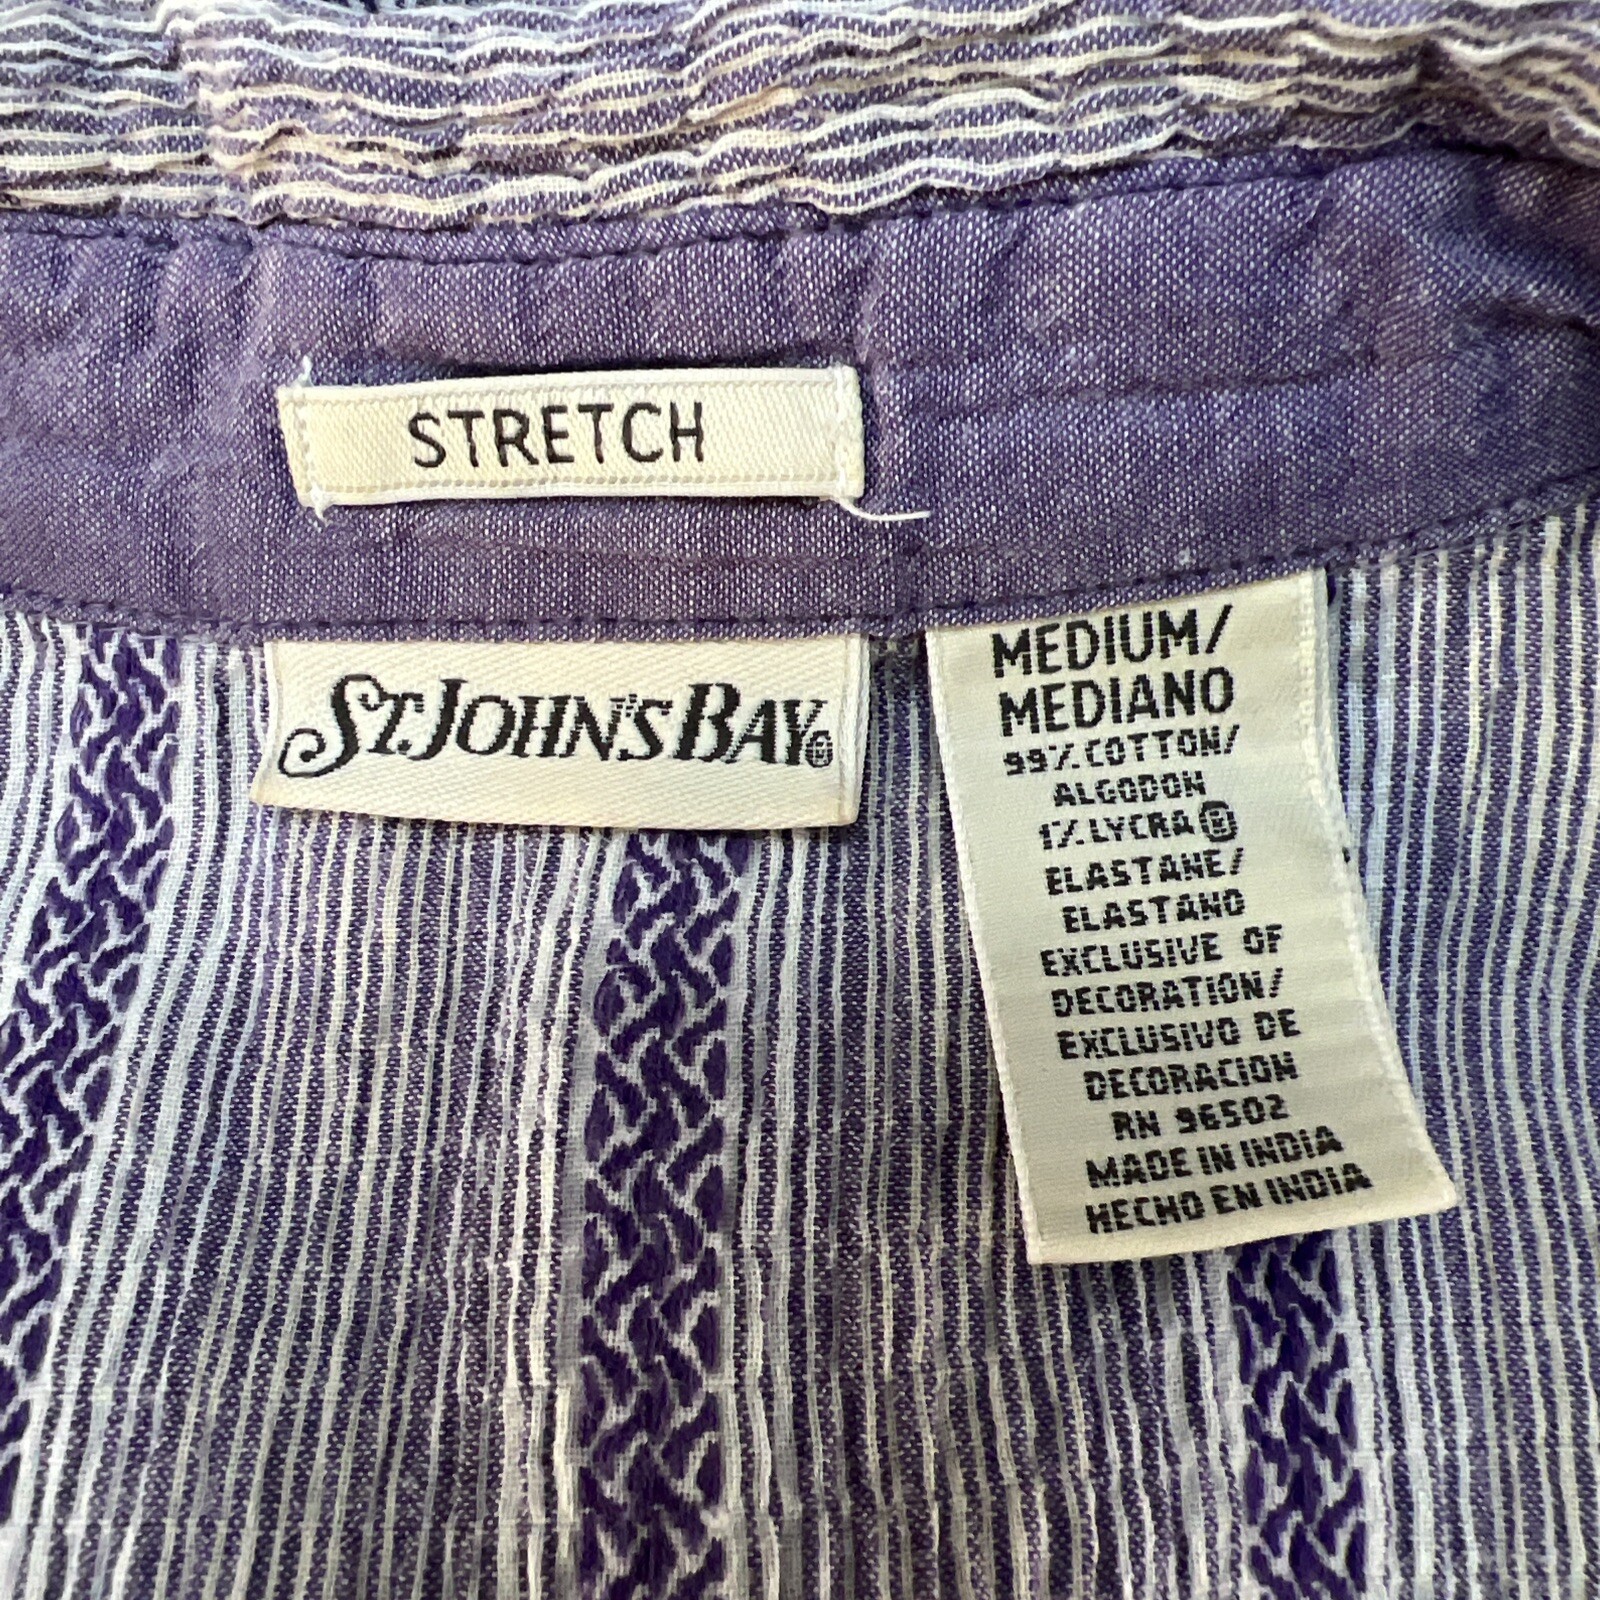 STRETCH
ST. JOHN'S BAY®
MEDIUM/
MEDIANO
99% COTTON/
ALGODON
1% LYCRA®
ELASTANE/
ELASTANO
EXCLUSIVE OF
DECORATION/
EXCLUSIVO DE
DECORACION
RN 96502
MADE IN INDIA
HECHO EN INDIA